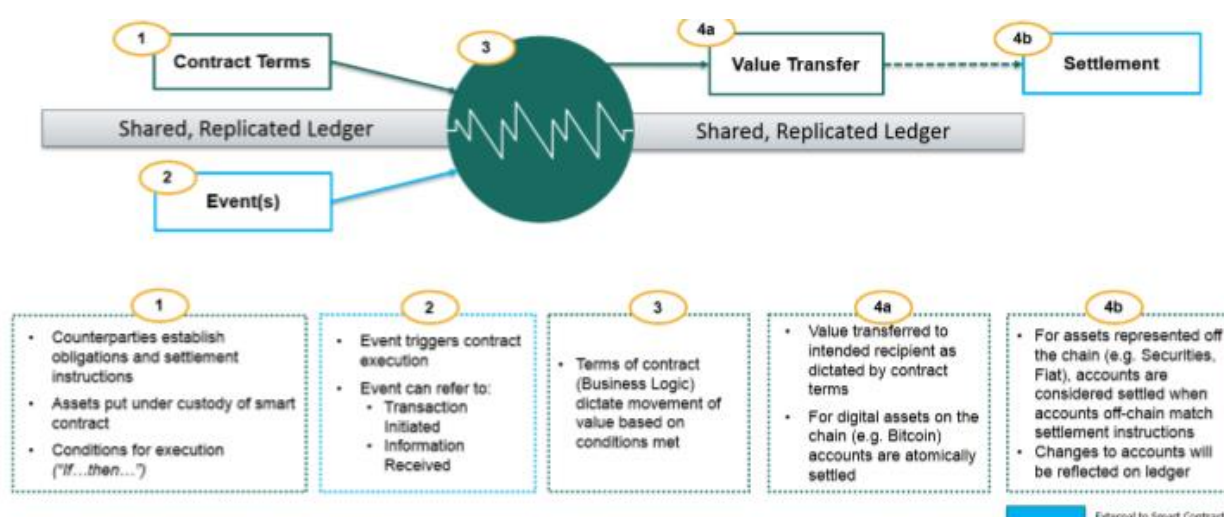 1
Contract Terms
3
4a
Value Transfer
4b
Settlement
Shared, Replicated Ledger
Shared, Replicated Ledger
2
Event(s)
1
• Counterparties establish
obligations and settlement
instructions
• Assets put under custody of smart
contract
• Conditions for execution
("If…then…")
2
• Event triggers contract
execution
• Event can refer to:
• Transaction
Initiated
• Information
Received
3
• Terms of contract
(Business Logic)
dictate movement of
value based on
conditions met
4a
• Value transferred to
intended recipient as
dictated by contract
terms
• For digital assets on the
chain (e.g. Bitcoin)
accounts are atomically
settled
4b
• For assets represented off
the chain (e.g. Securities,
Fiat), accounts are
considered settled when
accounts off-chain match
settlement instructions
• Changes to accounts will
be reflected on ledger
External to Smart Contract